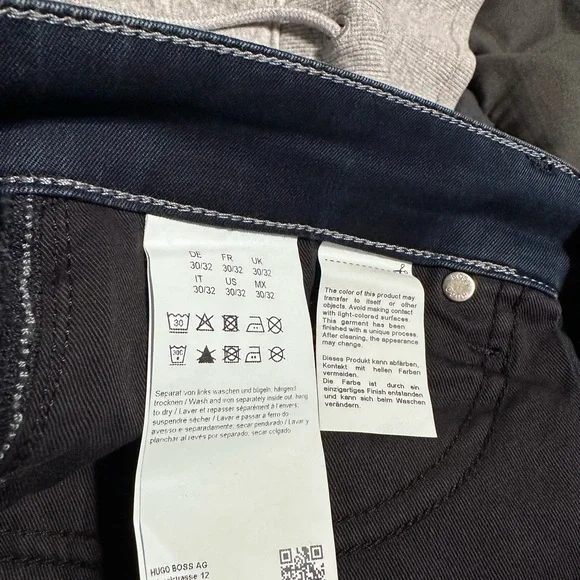 DE FR UK
30/32 30/32 30/32
IT US MX
30/32 30/32 30/32
30
30C
Separat von links waschen und bügeln, hängend
trocknen / Wash and iron separately inside out, hang
to dry / Laver et repasser séparément à l'envers,
suspendre sécher / Lavar e passar a ferro do
avesso e separadamente, secar pendurado / Lavar y
planchar al revés por separado, secar colgado
HUGO BOSS AG
strasse 12
The color of this product may
transfer to itself or other
objects. Avoid making contact
with light-colored surfaces.
This garment has been
finished with a unique process.
After cleaning, the appearance
may change.
Dieses Produkt kann abfärben,
Kontakt mit hellen Farben
vermeiden.
Die Farbe ist durch ein
einzigartiges Finish entstanden
und kann sich beim Waschen
verändern.